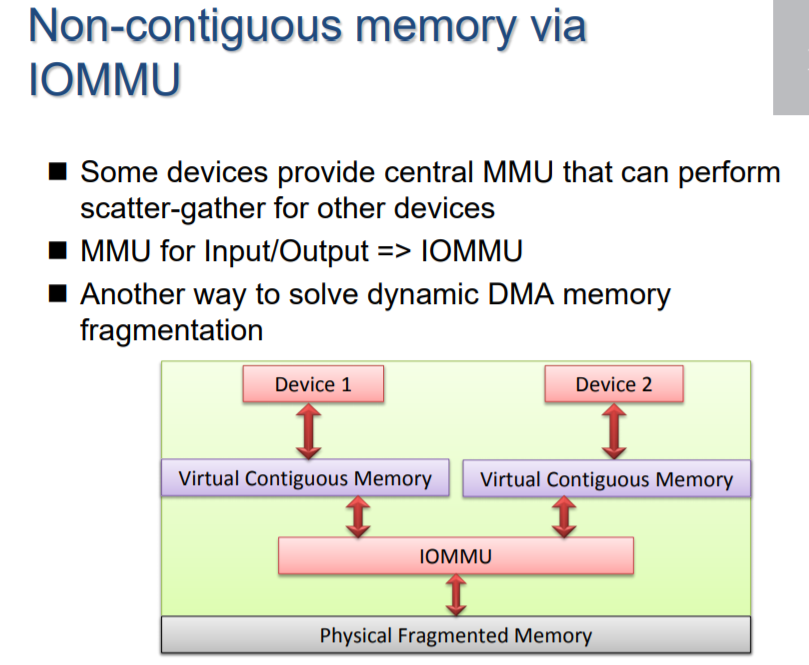 Non-contiguous memory via
IOMMU
■ Some devices provide central MMU that can perform
scatter-gather for other devices
■ MMU for Input/Output => IOMMU
■ Another way to solve dynamic DMA memory
fragmentation
Device 1
Device 2
Virtual Contiguous Memory
Virtual Contiguous Memory
IOMMU
Physical Fragmented Memory